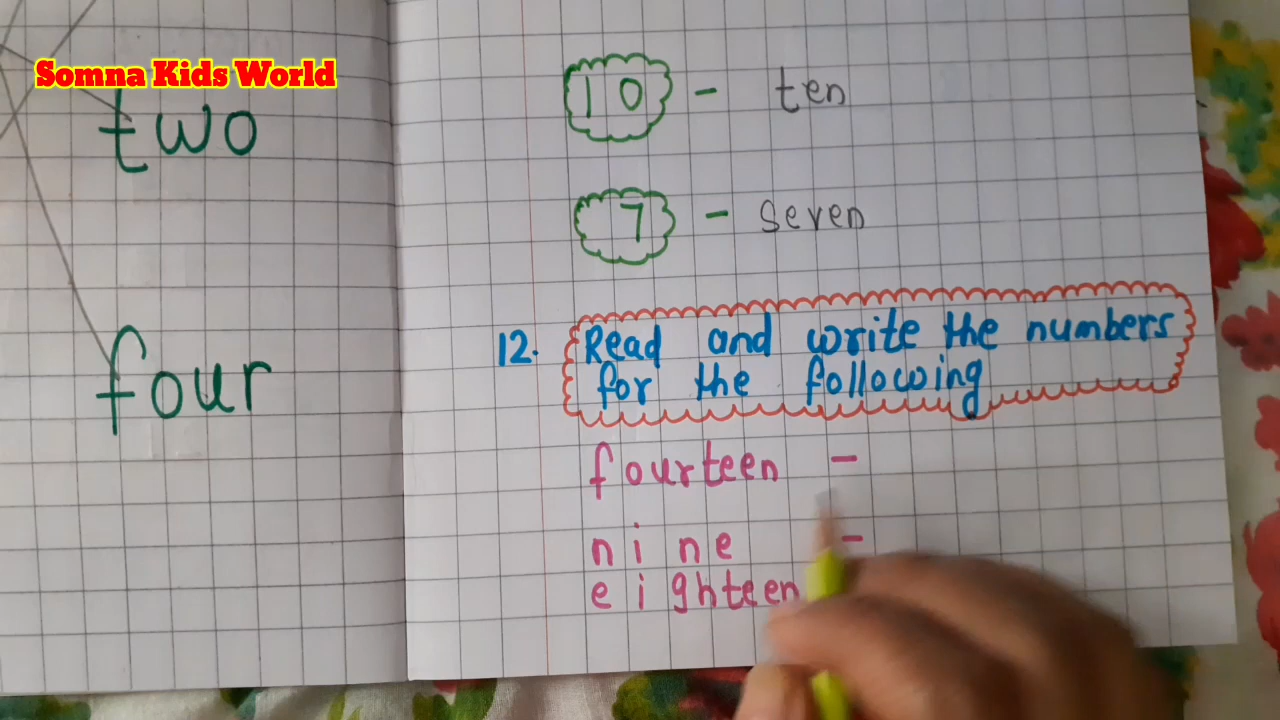 Somna Kids World
two
four
10 - ten
7 - seven
12. Read and write the numbers
for the following
fourteen -
nine -
eighteen